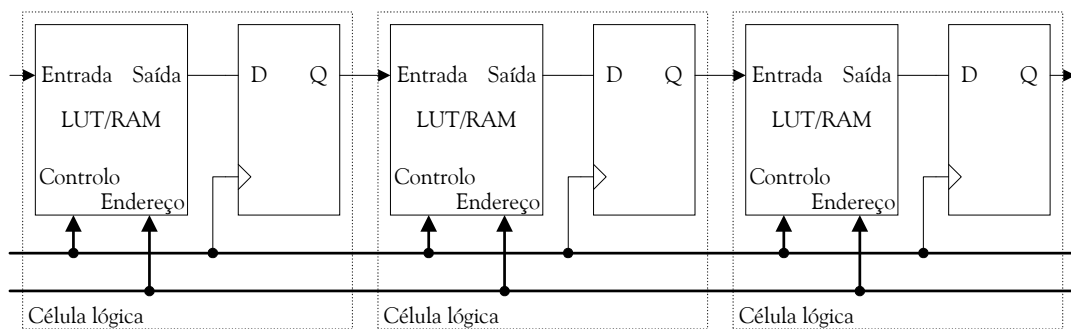 Entrada Saída D Q Entrada Saída D Q Entrada Saída D Q
LUT/RAM LUT/RAM LUT/RAM
Controlo Controlo Controlo
Endereço Endereço Endereço
Célula lógica Célula lógica Célula lógica